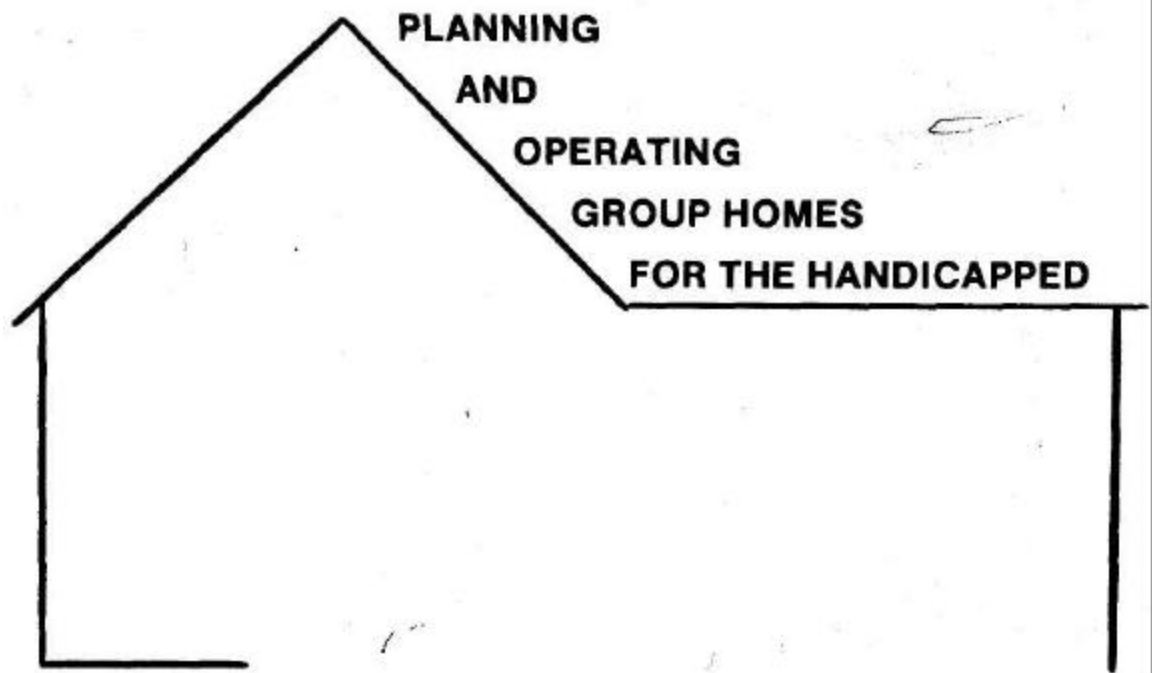 PLANNING
AND
OPERATING
GROUP HOMES
FOR THE HANDICAPPED